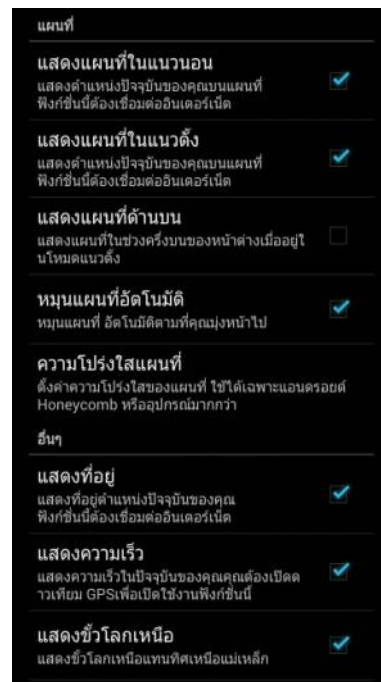 แผนที่
แสดงแผนที่ในแนวนอน
แสดงตำแหน่งปัจจุบันของคุณบนแผนที่
ฟังก์ชั่นนี้ต้องเชื่อมต่ออินเตอร์เน็ต
แสดงแผนที่ในแนวตั้ง
แสดงตำแหน่งปัจจุบันของคุณบนแผนที่
ฟังก์ชั่นนี้ต้องเชื่อมต่ออินเตอร์เน็ต
แสดงแผนที่ด้านบน
แสดงแผนที่ในช่วงครึ่งบนของหน้าต่างเมื่ออยู่ใ
นโหมดแนวตั้ง
หมุนแผนที่อัตโนมัติ
หมุนแผนที่ อัตโนมัติตามที่คุณมุ่งหน้าไป
ความโปร่งใสแผนที่
ตั้งค่าความโปร่งใสของแผนที่ ใช้ได้เฉพาะแอนดรอยด์
Honeycomb หรืออุปกรณ์มากกว่า
อื่นๆ
แสดงที่อยู่
แสดงที่อยู่ตำแหน่งปัจจุบันของคุณ
ฟังก์ชั่นนี้ต้องเชื่อมต่ออินเตอร์เน็ต
แสดงความเร็ว
แสดงความเร็วในปัจจุบันของคุณคุณต้องเปิดด
าวเทียม GPSเพื่อเปิดใช้งานฟังก์ชั่นนี้
แสดงขั้วโลกเหนือ
แสดงขั้วโลกเหนือแทนทิศเหนือแม่เหล็ก